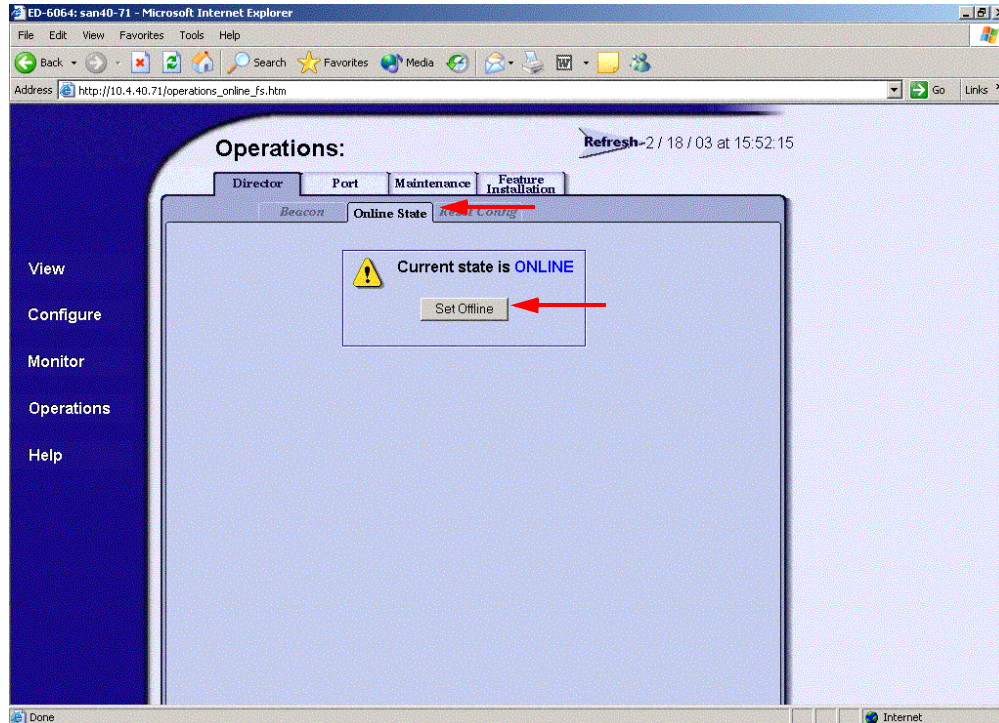 ED-6064: san40-71 - Microsoft Internet Explorer
File Edit View Favorites Tools Help
Back Search Favorites Media
Address http://10.4.40.71/operations_online_fs.htm Go Links
Operations:
Refresh-2 / 18 / 03 at 15:52:15
Director Port Maintenance Feature Installation
Beacon Online State Reset Config
View
Configure
Monitor
Operations
Help
Current state is ONLINE
Set Offline
Done Internet